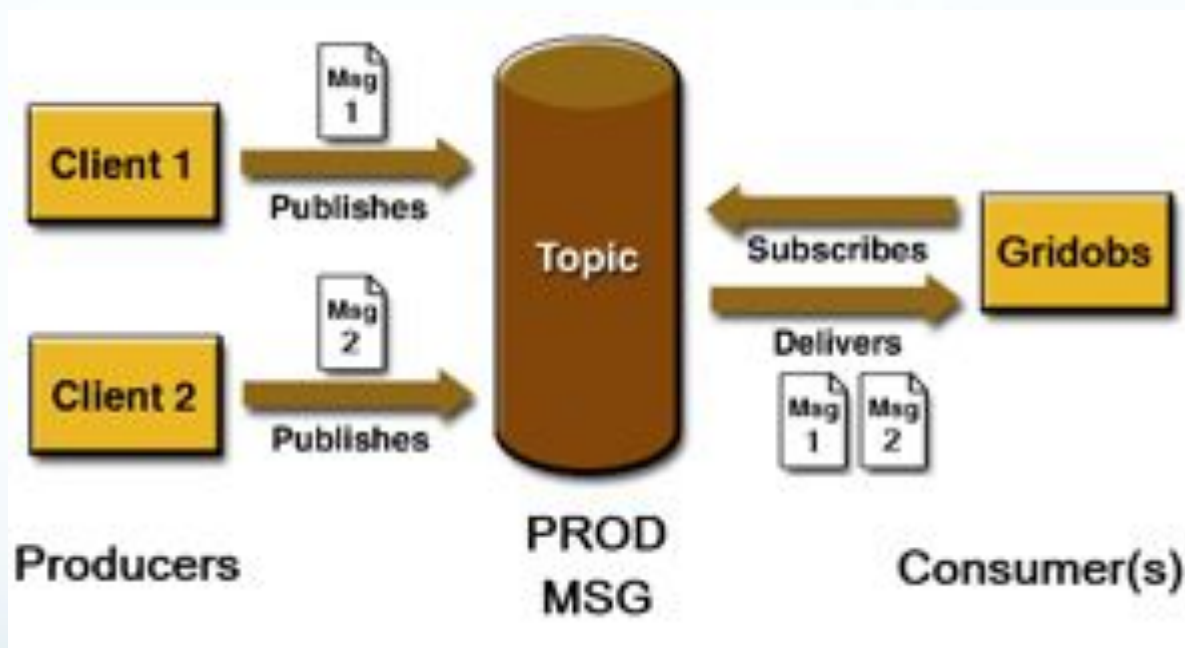 Msg
1
Client 1
Publishes
Msg
2
Client 2
Publishes
Topic
Subscribes
Gridobs
Delivers
Msg
1
Msg
2
Producers
PROD
MSG
Consumer(s)